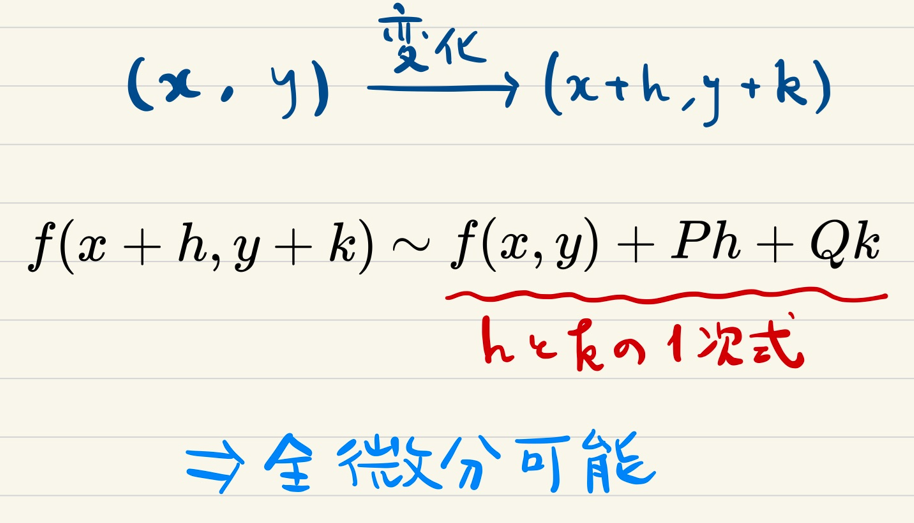 (x, y) 変化→ (x+h, y+k)
f(x + h, y + k) ∼ f(x, y) + Ph + Qk
hとkの1次式
⇒全微分可能